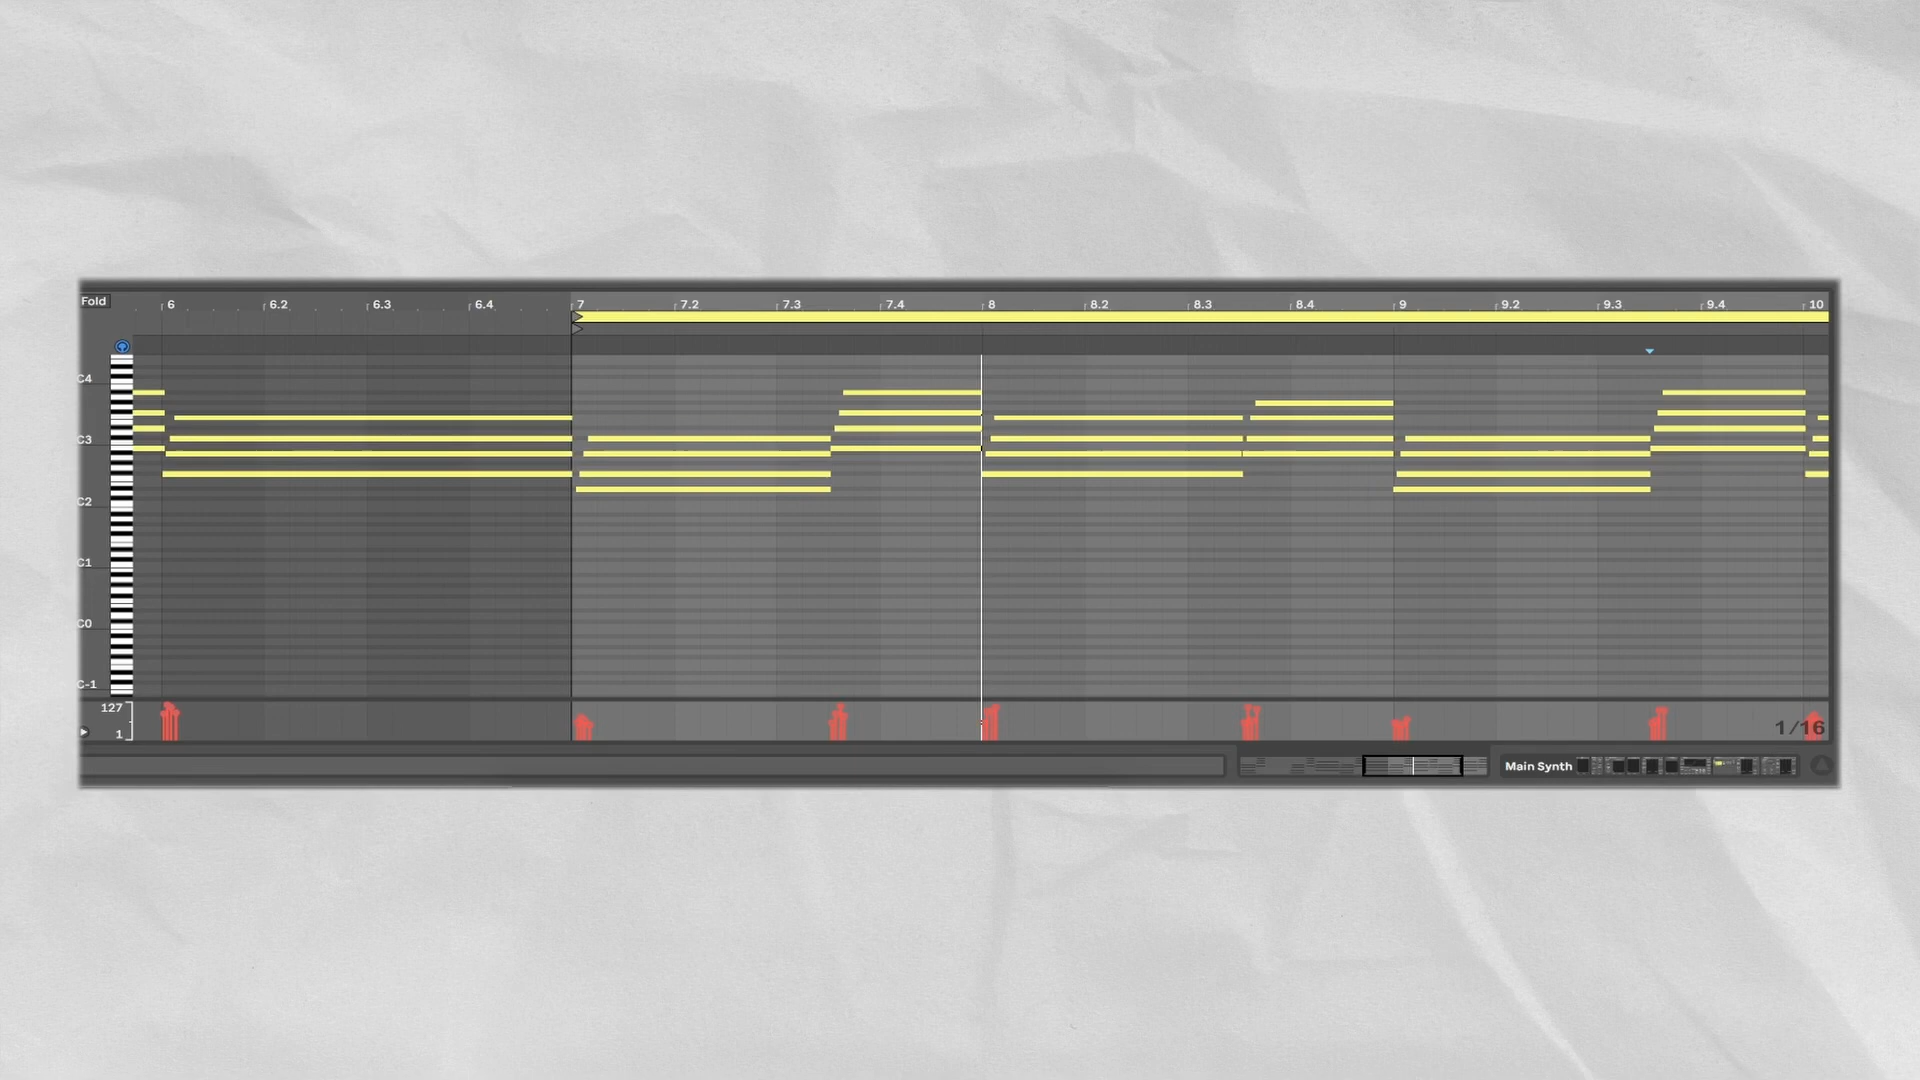 Fold
6 6.2 6.3 6.4 7 7.2 7.3 7.4 8 8.2 8.3 8.4 9 9.2 9.3 9.4 10
C4
C3
C2
C1
C0
C-1
127
1
1/16
Main Synth